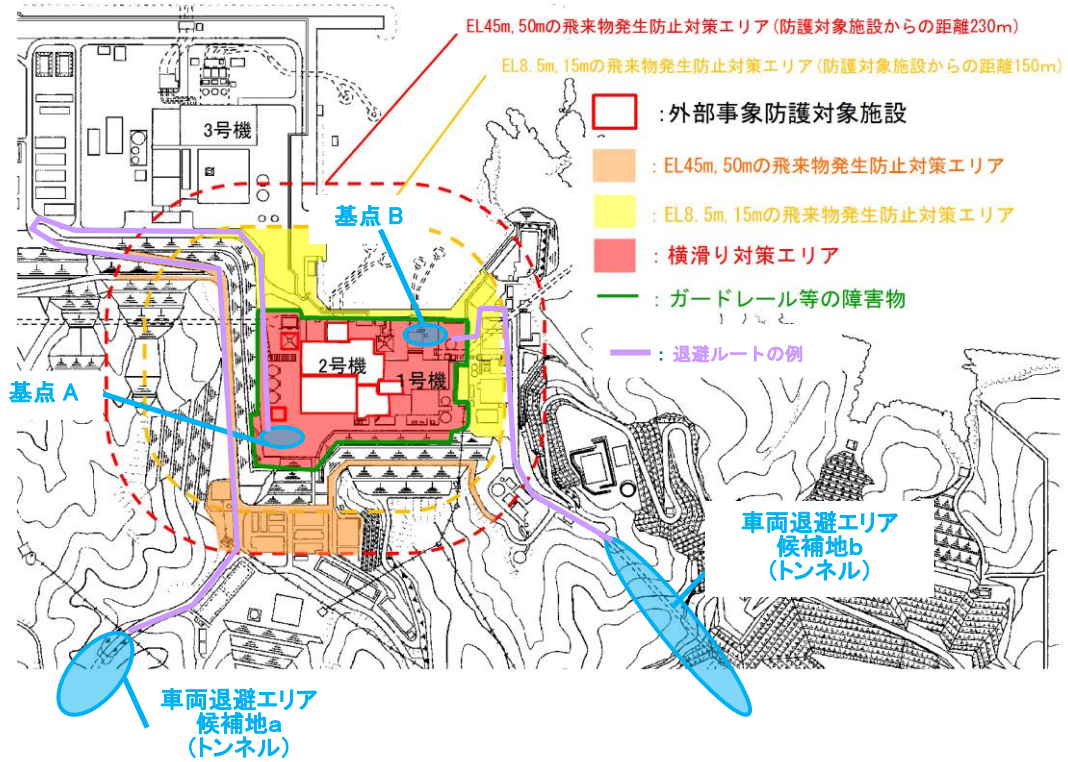 EL45m,50mの飛来物発生防止対策エリア(防護対象施設からの距離230m)
EL8.5m,15mの飛来物発生防止対策エリア(防護対象施設からの距離150m)
:外部事象防護対象施設
:EL45m,50mの飛来物発生防止対策エリア
:EL8.5m,15mの飛来物発生防止対策エリア
:横滑り対策エリア
:ガードレール等の障害物
:退避ルートの例
3号機
基点 B
2号機
1号機
基点 A
車両退避エリア
候補地b
(トンネル)
車両退避エリア
候補地a
(トンネル)